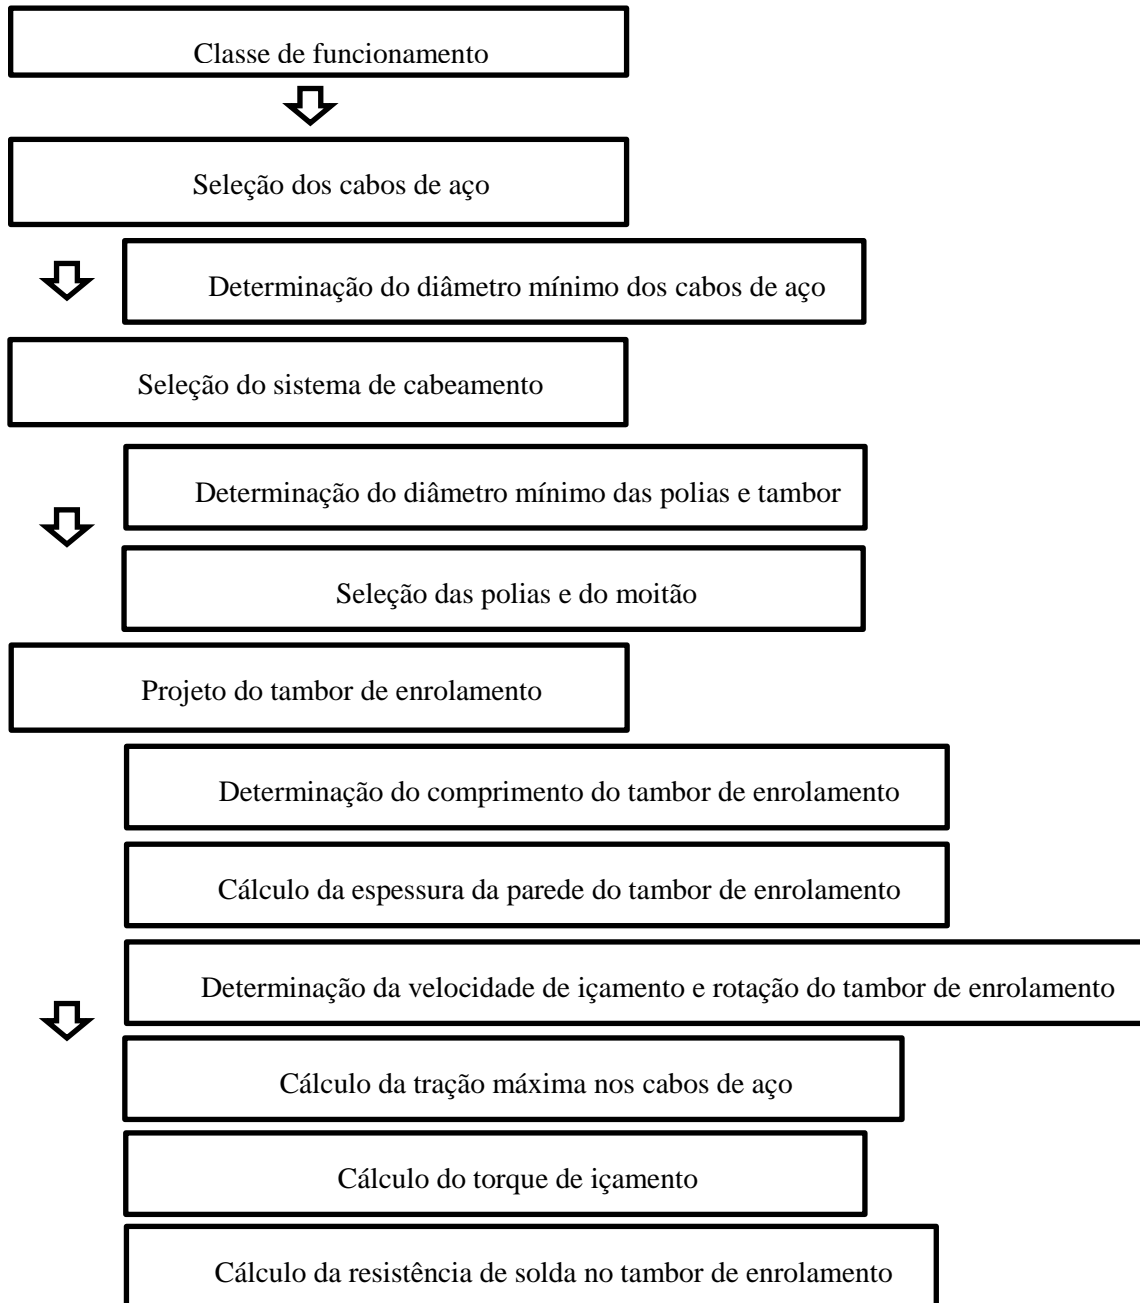 Classe de funcionamento
Seleção dos cabos de aço
Determinação do diâmetro mínimo dos cabos de aço
Seleção do sistema de cabeamento
Determinação do diâmetro mínimo das polias e tambor
Seleção das polias e do moitão
Projeto do tambor de enrolamento
Determinação do comprimento do tambor de enrolamento
Cálculo da espessura da parede do tambor de enrolamento
Determinação da velocidade de içamento e rotação do tambor de enrolamento
Cálculo da tração máxima nos cabos de aço
Cálculo do torque de içamento
Cálculo da resistência de solda no tambor de enrolamento